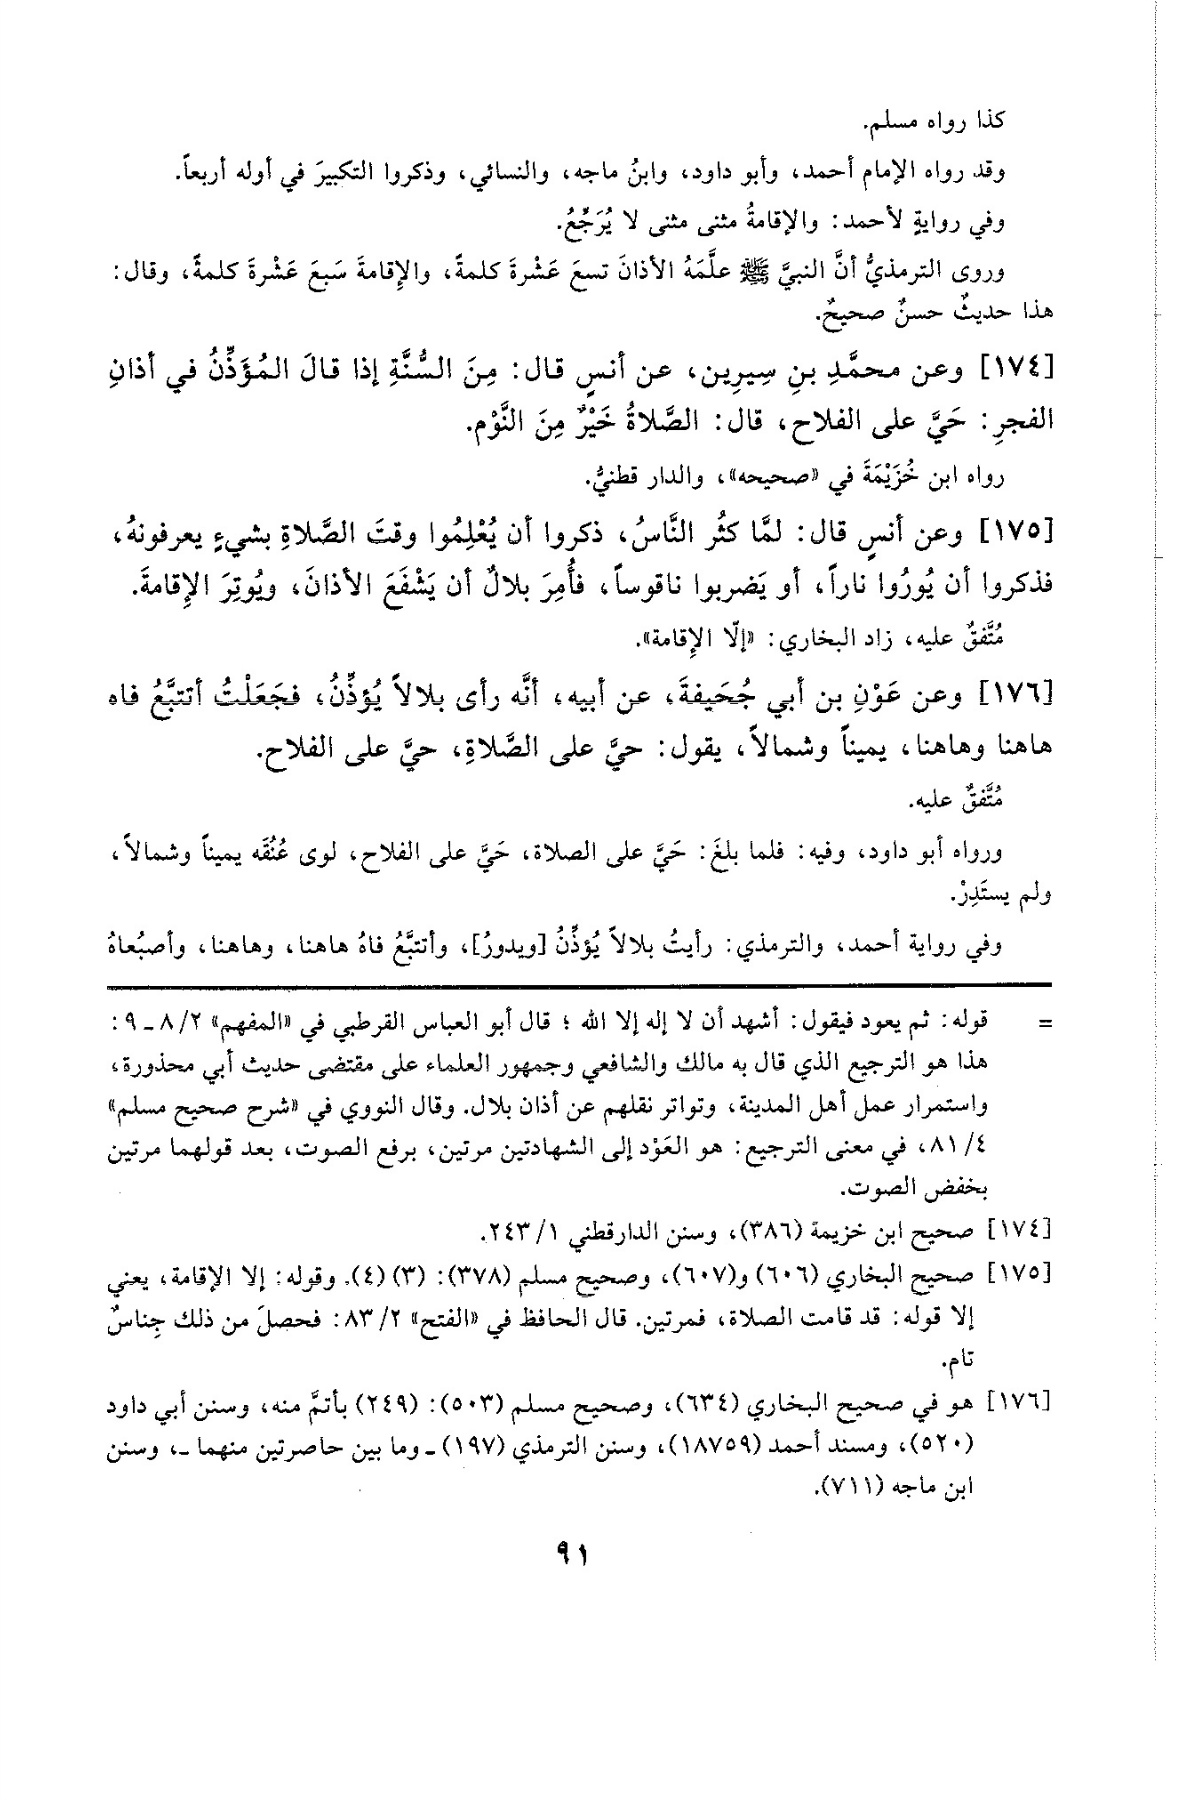 كذا رواه مسلم.
وقد رواه الإمام أحمد، وأبو داود، وابنُ ماجه، والنسائي، وذكروا التكبيرَ في أوله أربعاً.
وفي روايةٍ لأحمد: والإقامةُ مثنى مثنى لا يُرَجِّعُ.
وروى الترمذيُّ أنَّ النبيَّ ﷺ علَّمَهُ الأذانَ تسعَ عَشْرةَ كلمةً، والإِقامةَ سَبعَ عَشْرةَ كلمةً، وقال:
هذا حديثٌ حسنٌ صحيحٌ.
[١٧٤] وعن محمَّدِ بنِ سِيرِين، عن أنسٍ قال: مِنَ السُّنَّةِ إذا قالَ المُؤَذِّنُ في أذانِ
الفجرِ: حَيَّ على الفلاح، قال: الصَّلاةُ خَيْرٌ مِنَ النَّوْم.
رواه ابن خُزَيْمَةَ في «صحيحه»، والدار قطنيُّ.
[١٧٥] وعن أنسٍ قال: لمَّا كثُر النَّاسُ، ذكروا أن يُعْلِمُوا وقتَ الصَّلاةِ بشيءٍ يعرفونهُ،
فذكروا أن يُورُوا ناراً، أو يَضربوا ناقوساً، فأُمِرَ بلالٌ أن يَشْفَعَ الأذانَ، ويُوتِرَ الإِقامةَ.
مُتَّفقٌ عليه، زاد البخاري: «إلّا الإِقامة».
[١٧٦] وعن عَوْنِ بن أبي جُحَيفةَ، عن أبيه، أنَّه رأى بلالاً يُؤذِّنُ، فجَعَلْتُ أتتبَّعُ فاه
هاهنا وهاهنا، يميناً وشمالاً، يقول: حيَّ على الصَّلاةِ، حيَّ على الفلاح.
مُتَّفقٌ عليه.
ورواه أبو داود، وفيه: فلما بلغَ: حَيَّ على الصلاة، حَيَّ على الفلاح، لوى عُنُقَه يميناً وشمالاً،
ولم يستَدِرْ.
وفي رواية أحمد، والترمذي: رأيتُ بلالاً يُؤذِّنُ [ويدورُ]، وأتتبَّعُ فاهُ هاهنا، وهاهنا، وأصبُعاهُ
= قوله: ثم يعود فيقول: أشهد أن لا إله إلا الله ؛ قال أبو العباس القرطبي في «المفهم» ٢/ ٨ ـ ٩:
هذا هو الترجيع الذي قال به مالك والشافعي وجمهور العلماء على مقتضى حديث أبي محذورة،
واستمرار عمل أهل المدينة، وتواتر نقلهم عن أذان بلال. وقال النووي في «شرح صحيح مسلم»
٤/ ٨١، في معنى الترجيع: هو العَوْد إلى الشهادتين مرتين، برفع الصوت، بعد قولهما مرتين
بخفض الصوت.
[١٧٤] صحيح ابن خزيمة (٣٨٦)، وسنن الدارقطني ١/ ٢٤٣.
[١٧٥] صحيح البخاري (٦٠٦) و(٦٠٧)، وصحيح مسلم (٣٧٨): (٣) (٤). وقوله: إلا الإقامة، يعني
إلا قوله: قد قامت الصلاة، فمرتين. قال الحافظ في «الفتح» ٢/ ٨٣: فحصلَ من ذلك جِناسٌ
تام.
[١٧٦] هو في صحيح البخاري (٦٣٤)، وصحيح مسلم (٥٠٣): (٢٤٩) بأتمَّ منه، وسنن أبي داود
(٥٢٠)، ومسند أحمد (١٨٧٥٩)، وسنن الترمذي (١٩٧) ـ وما بين حاصرتين منهما ـ، وسنن
ابن ماجه (٧١١).
٩١